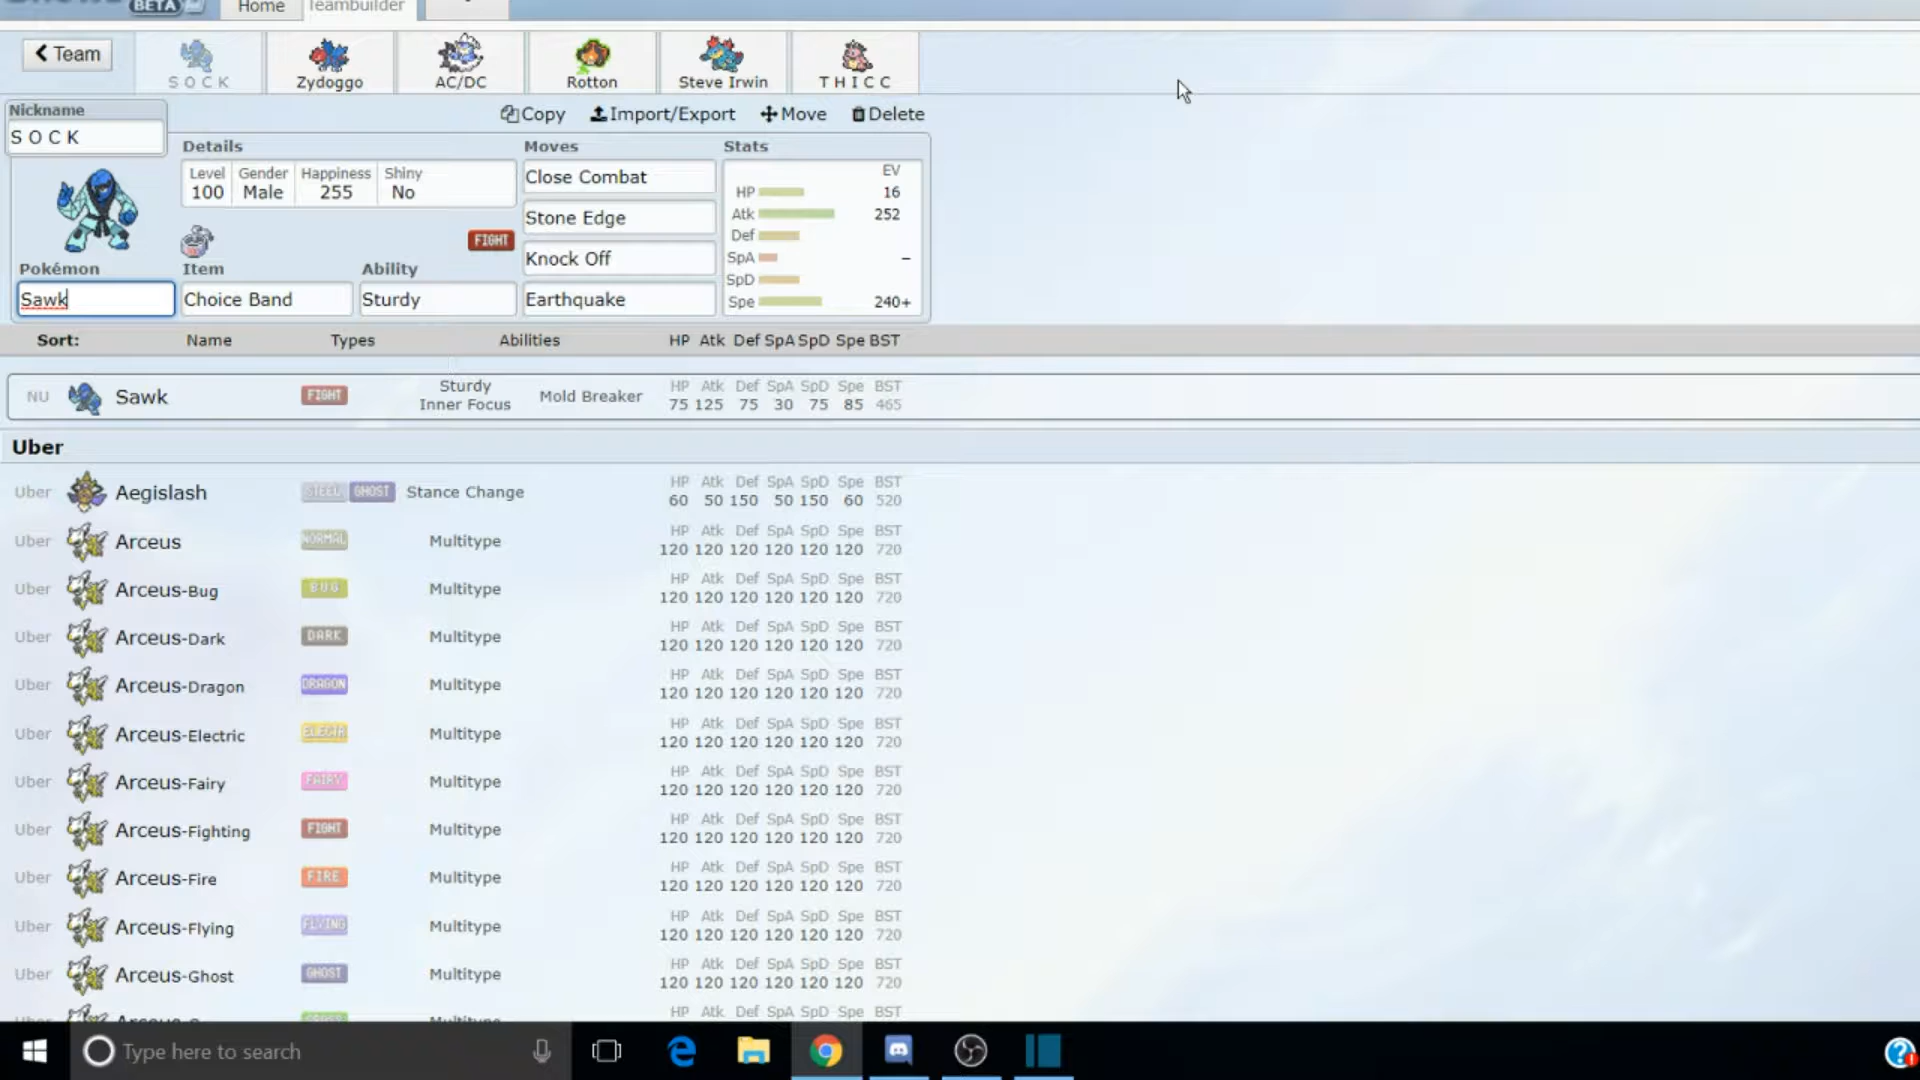 BETA
Home
Teambuilder
Team
S O C K
Zydoggo
AC/DC
Rotton
Steve Irwin
T H I C C
Nickname
S O C K
Copy Import/Export Move Delete
Details
Moves
Stats
Level Gender Happiness Shiny
100 Male 255 No
Close Combat
Stone Edge
Knock Off
Earthquake
EV
HP 16
Atk 252
Def
SpA –
SpD
Spe 240+
FIGHT
Pokémon Item Ability
Sawk Choice Band Sturdy
Sort: Name Types Abilities HP Atk Def SpA SpD Spe BST
NU Sawk FIGHT Sturdy Inner Focus Mold Breaker HP Atk Def SpA SpD Spe BST
75 125 75 30 75 85 465
Uber
Uber Aegislash STEEL GHOST Stance Change HP Atk Def SpA SpD Spe BST
60 50 150 50 150 60 520
Uber Arceus NORMAL Multitype HP Atk Def SpA SpD Spe BST
120 120 120 120 120 120 720
Uber Arceus-Bug BUG Multitype HP Atk Def SpA SpD Spe BST
120 120 120 120 120 120 720
Uber Arceus-Dark DARK Multitype HP Atk Def SpA SpD Spe BST
120 120 120 120 120 120 720
Uber Arceus-Dragon DRAGON Multitype HP Atk Def SpA SpD Spe BST
120 120 120 120 120 120 720
Uber Arceus-Electric ELECTR Multitype HP Atk Def SpA SpD Spe BST
120 120 120 120 120 120 720
Uber Arceus-Fairy FAIRY Multitype HP Atk Def SpA SpD Spe BST
120 120 120 120 120 120 720
Uber Arceus-Fighting FIGHT Multitype HP Atk Def SpA SpD Spe BST
120 120 120 120 120 120 720
Uber Arceus-Fire FIRE Multitype HP Atk Def SpA SpD Spe BST
120 120 120 120 120 120 720
Uber Arceus-Flying FLYING Multitype HP Atk Def SpA SpD Spe BST
120 120 120 120 120 120 720
Uber Arceus-Ghost GHOST Multitype HP Atk Def SpA SpD Spe BST
120 120 120 120 120 120 720
HP Atk Def SpA SpD Spe BST
Type here to search